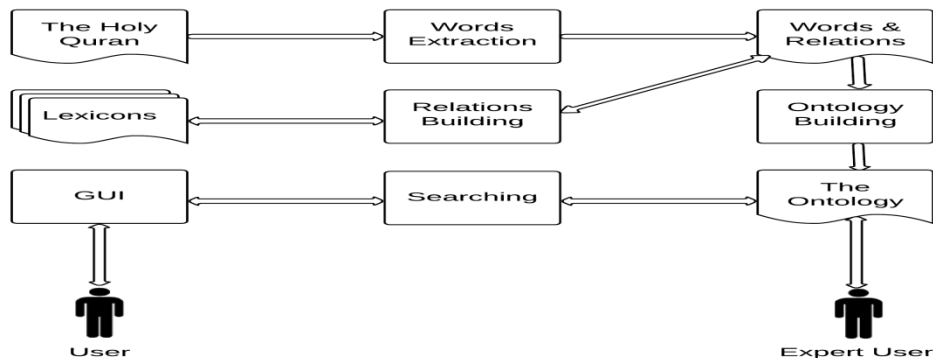 The Holy
Quran
Words
Extraction
Words &
Relations
Lexicons
Relations
Building
Ontology
Building
GUI
Searching
The
Ontology
User
Expert User